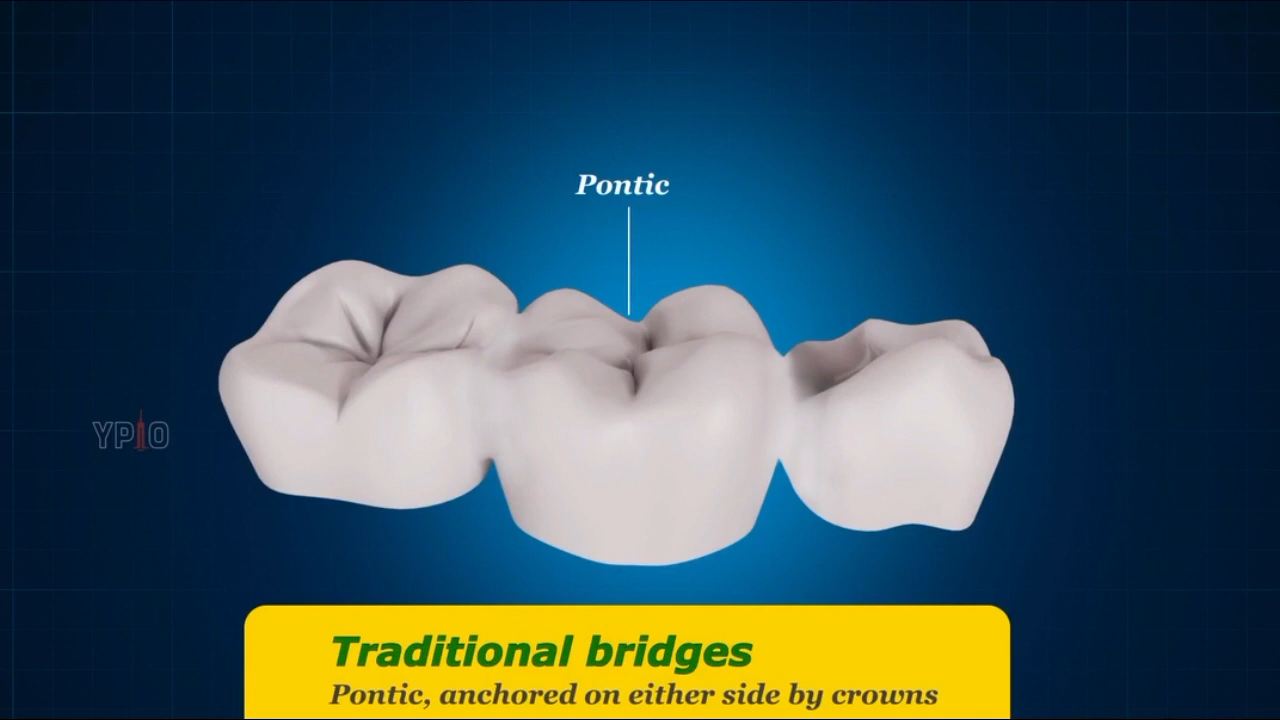 Pontic
YPIO
Traditional bridges
Pontic, anchored on either side by crowns